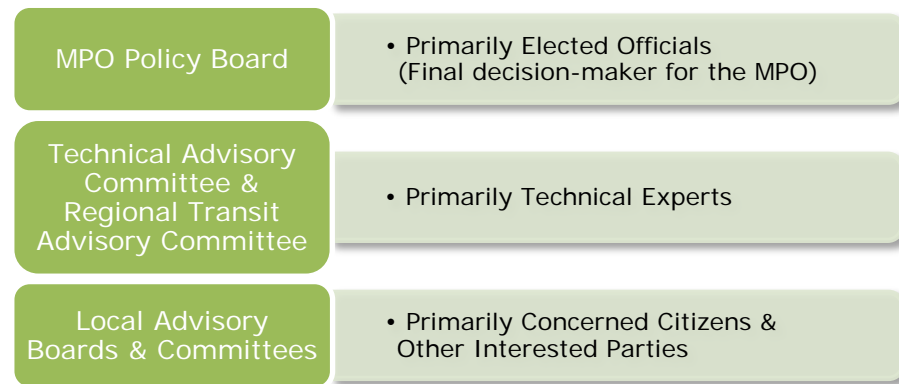 MPO Policy Board
• Primarily Elected Officials
(Final decision-maker for the MPO)
Technical Advisory
Committee &
Regional Transit
Advisory Committee
• Primarily Technical Experts
Local Advisory
Boards & Committees
• Primarily Concerned Citizens &
Other Interested Parties